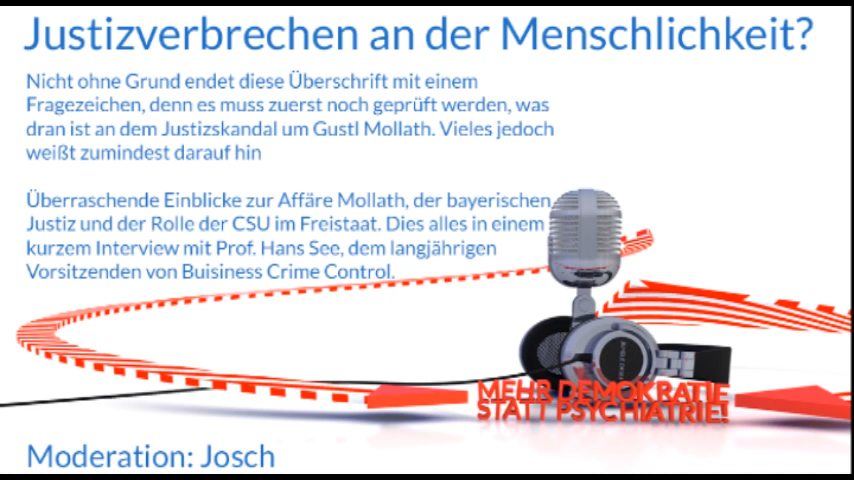 Justizverbrechen an der Menschlichkeit?
Nicht ohne Grund endet diese Überschrift mit einem
Fragezeichen, denn es muss zuerst noch geprüft werden, was
dran ist an dem Justizskandal um Gustl Mollath. Vieles jedoch
weißt zumindest darauf hin
Überraschende Einblicke zur Affäre Mollath, der bayerischen
Justiz und der Rolle der CSU im Freistaat. Dies alles in einem
kurzem Interview mit Prof. Hans See, dem langjährigen
Vorsitzenden von Buisiness Crime Control.
MEHR DEMOKRATIE
STATT PSYCHIATRIE!
Moderation: Josch